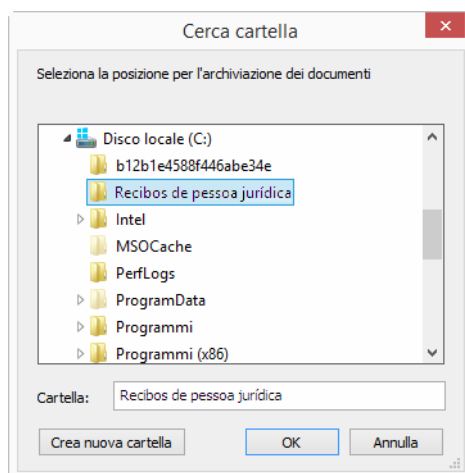 Cerca cartella
Seleziona la posizione per l'archiviazione dei documenti
Disco locale (C:)
b12b1e4588f446abe34e
Recibos de pessoa jurídica
Intel
MSOCache
PerfLogs
ProgramData
Programmi
Programmi (x86)
Cartella: Recibos de pessoa jurídica
Crea nuova cartella OK Annulla